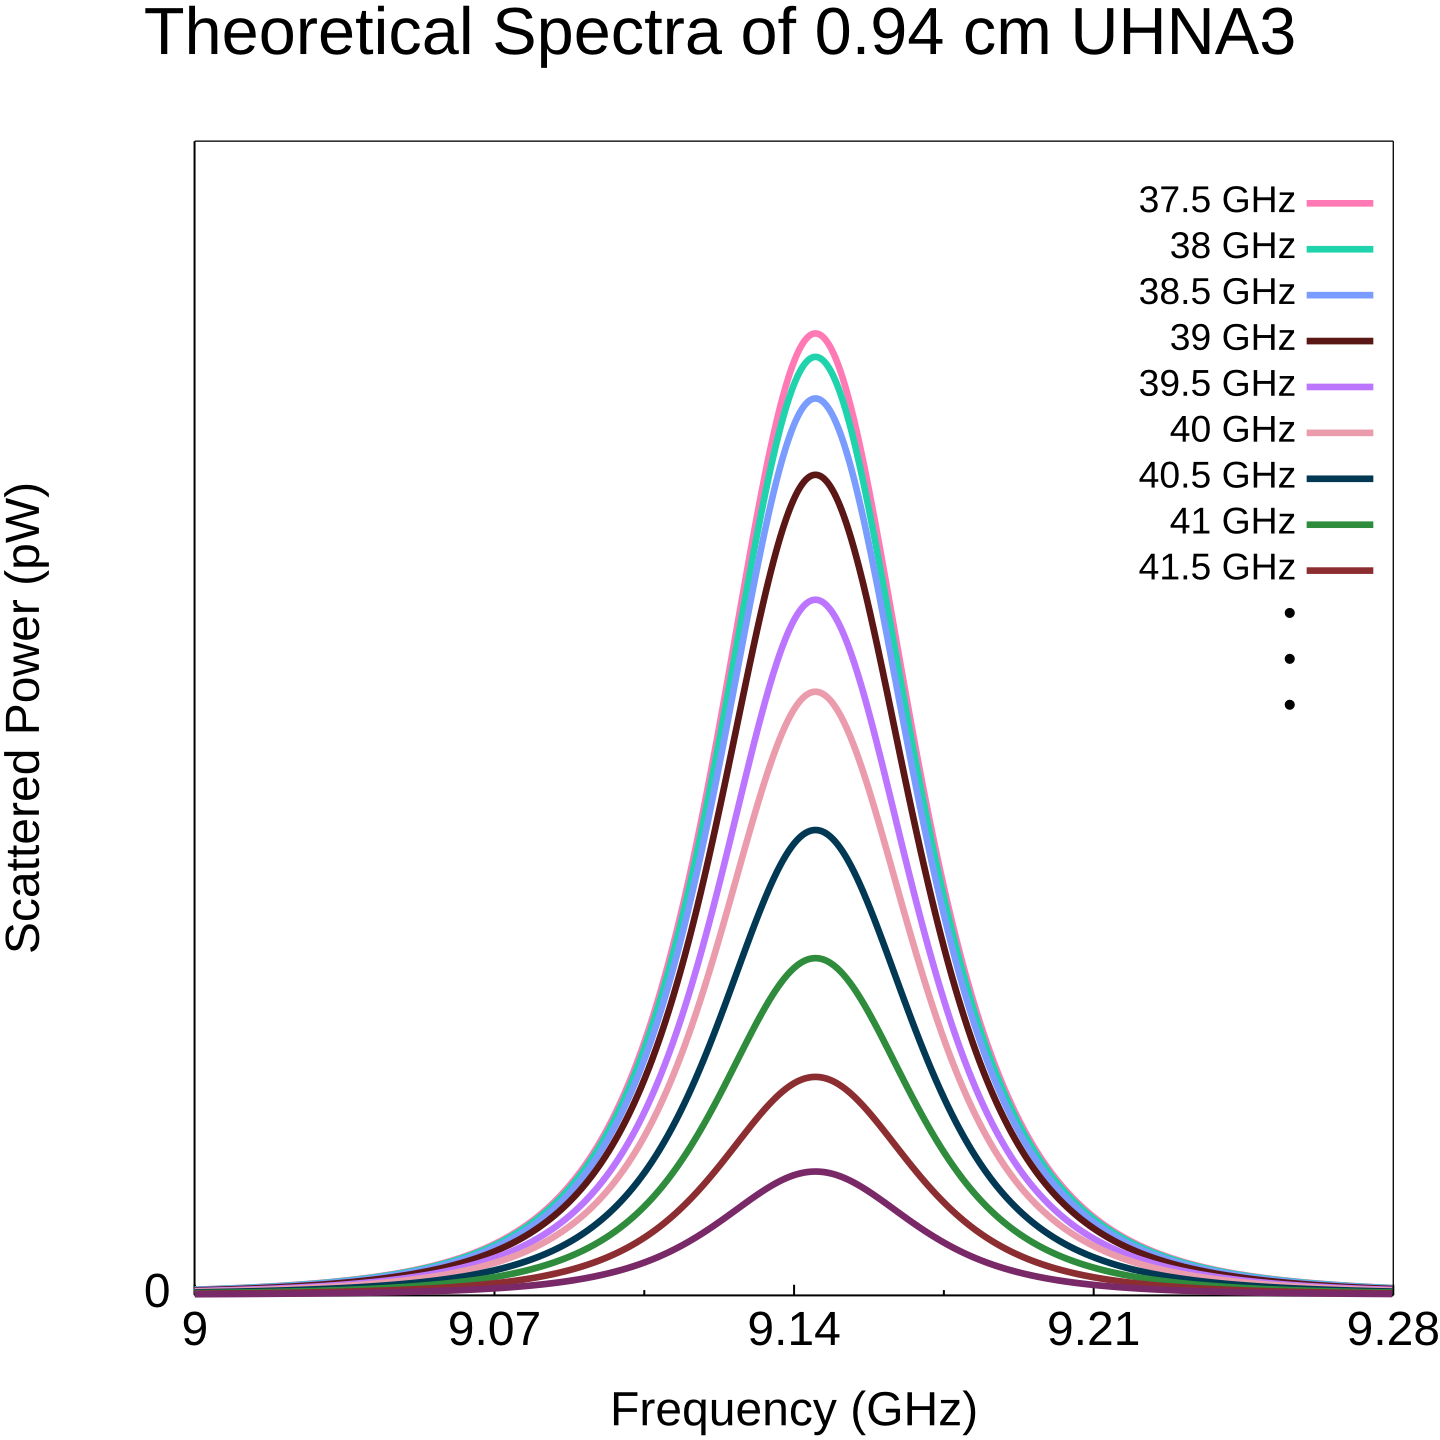 Theoretical Spectra of 0.94 cm UHNA3
37.5 GHz
38 GHz
38.5 GHz
39 GHz
39.5 GHz
40 GHz
40.5 GHz
41 GHz
41.5 GHz
•
•
•
Scattered Power (pW)
0
9 9.07 9.14 9.21 9.28
Frequency (GHz)